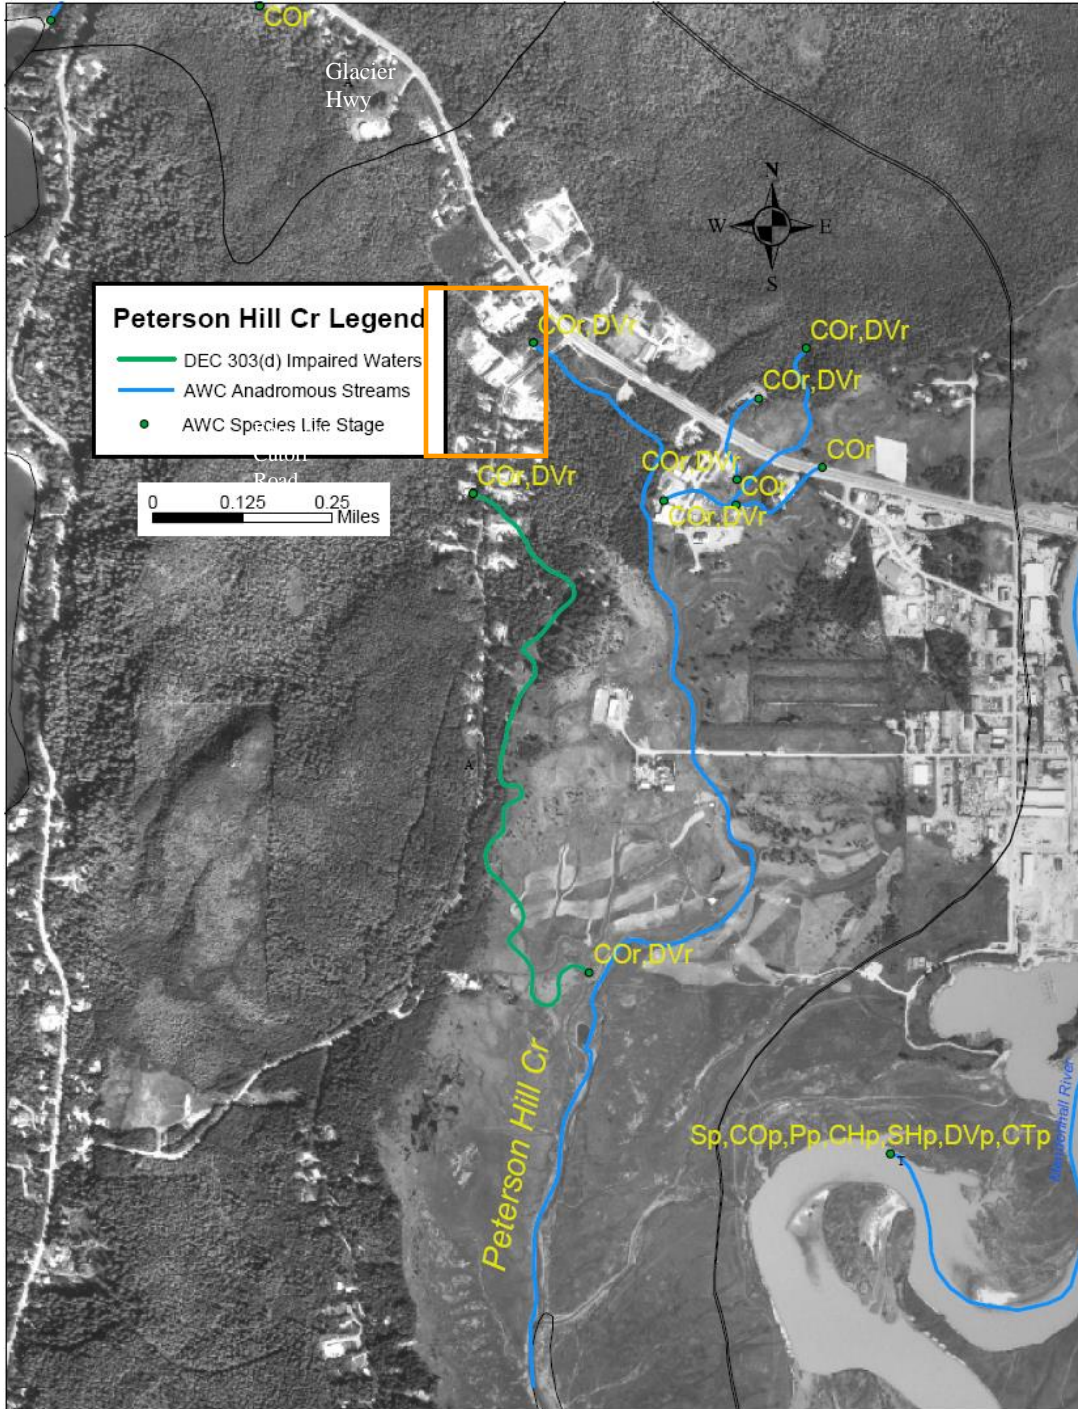 COr
Glacier
Hwy
A
N
W E
S
Peterson Hill Cr Legend
DEC 303(d) Impaired Waters
AWC Anadromous Streams
AWC Species Life Stage
Road
0 0.125 0.25
Miles
COr,DVr
COr,DVr
COr,DVr
COr
COr,DVr
COr,DVr
COr
COr,DVr
A
COr,DVr
Peterson Hill Cr
Sp,COp,Pp,CHp,SHp,DVp,CTp
T
Mendenhall River